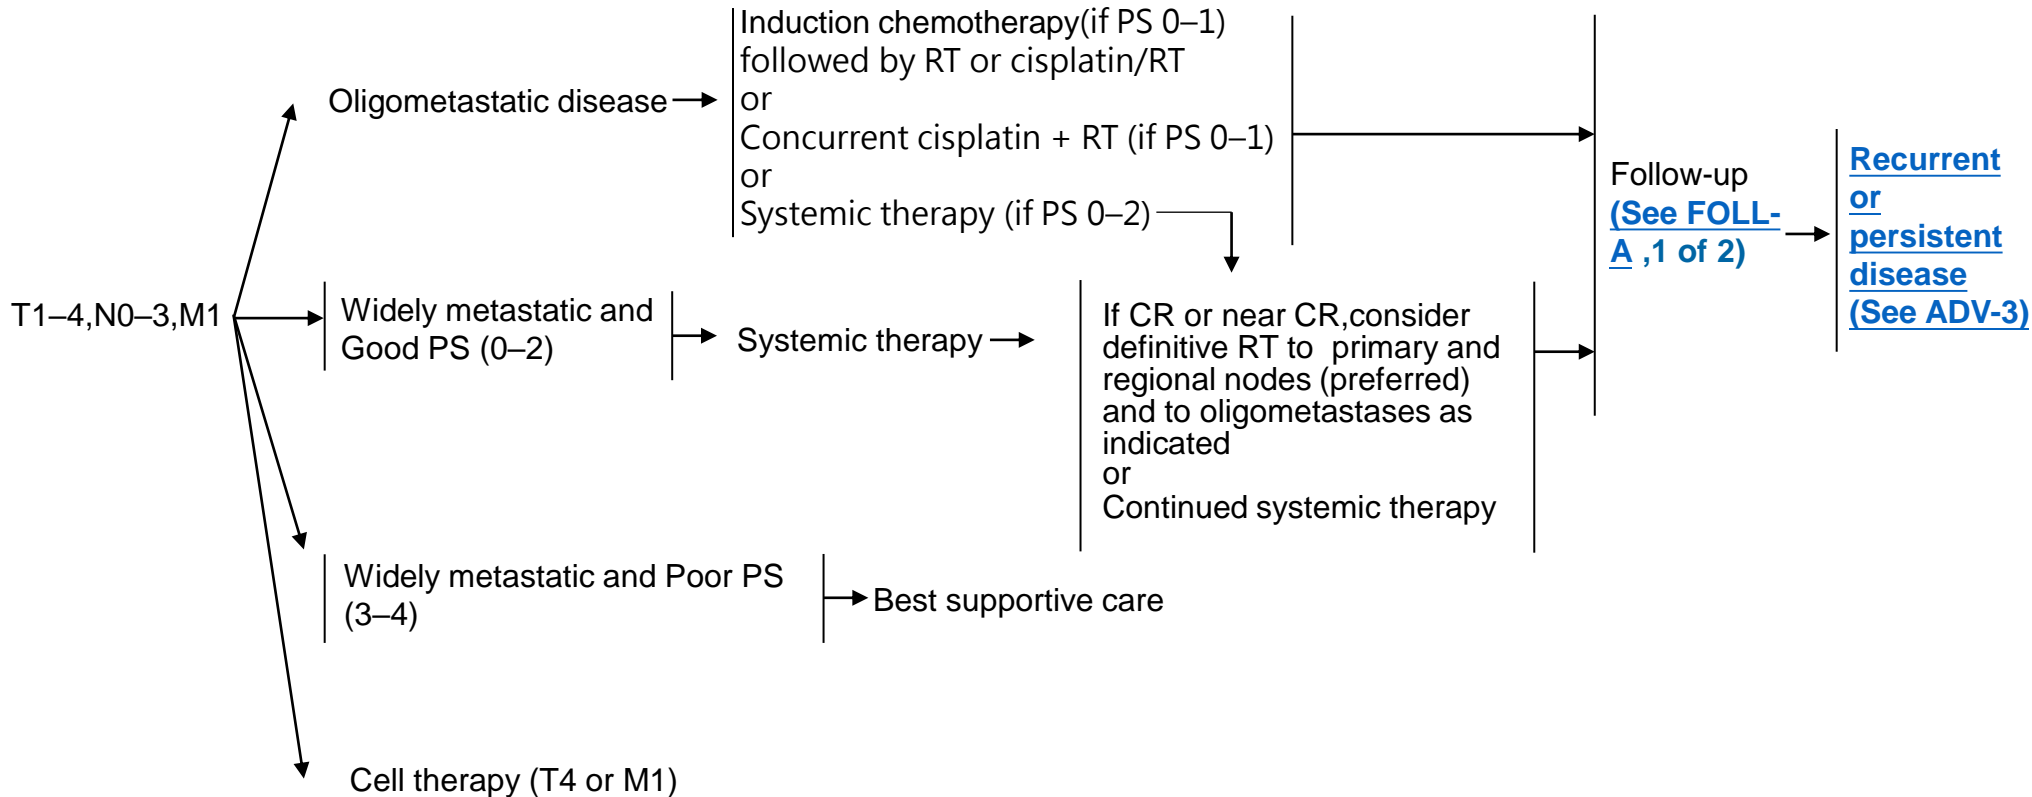 T1–4,N0–3,M1
Oligometastatic disease
Induction chemotherapy(if PS 0–1)
followed by RT or cisplatin/RT
or
Concurrent cisplatin + RT (if PS 0–1)
or
Systemic therapy (if PS 0–2)
Widely metastatic and
Good PS (0–2)
Systemic therapy
If CR or near CR,consider
definitive RT to  primary and
regional nodes (preferred)
and to oligometastases as
indicated
or
Continued systemic therapy
Widely metastatic and Poor PS
(3–4)
Best supportive care
Cell therapy (T4 or M1)
Follow-up
(See FOLL-
A ,1 of 2)
Recurrent
or
persistent
disease
(See ADV-3)